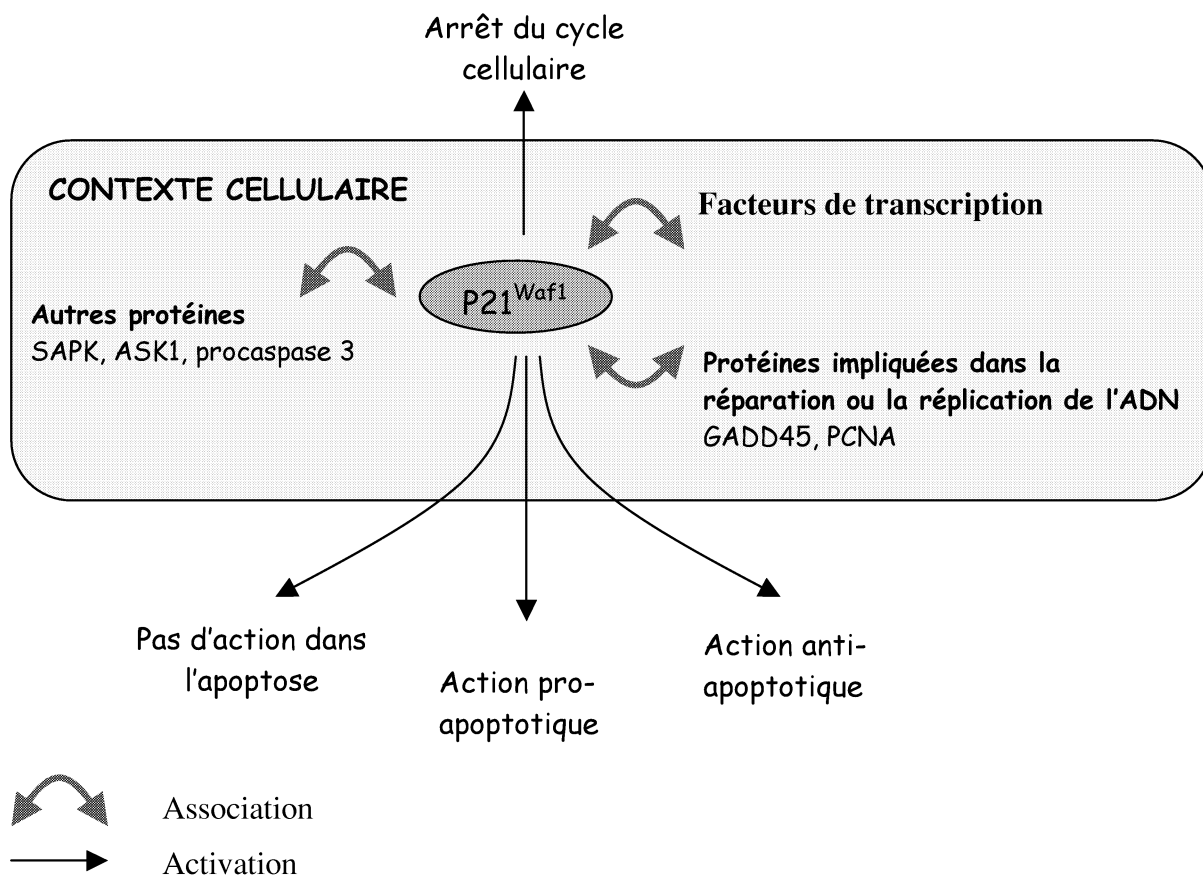 Arrêt du cycle
cellulaire
CONTEXTE CELLULAIRE
Facteurs de transcription
P21Waf1
Autres protéines
SAPK, ASK1, procaspase 3
Protéines impliquées dans la
réparation ou la réplication de l'ADN
GADD45, PCNA
Pas d'action dans
l'apoptose
Action pro-
apoptotique
Action anti-
apoptotique
Association
Activation